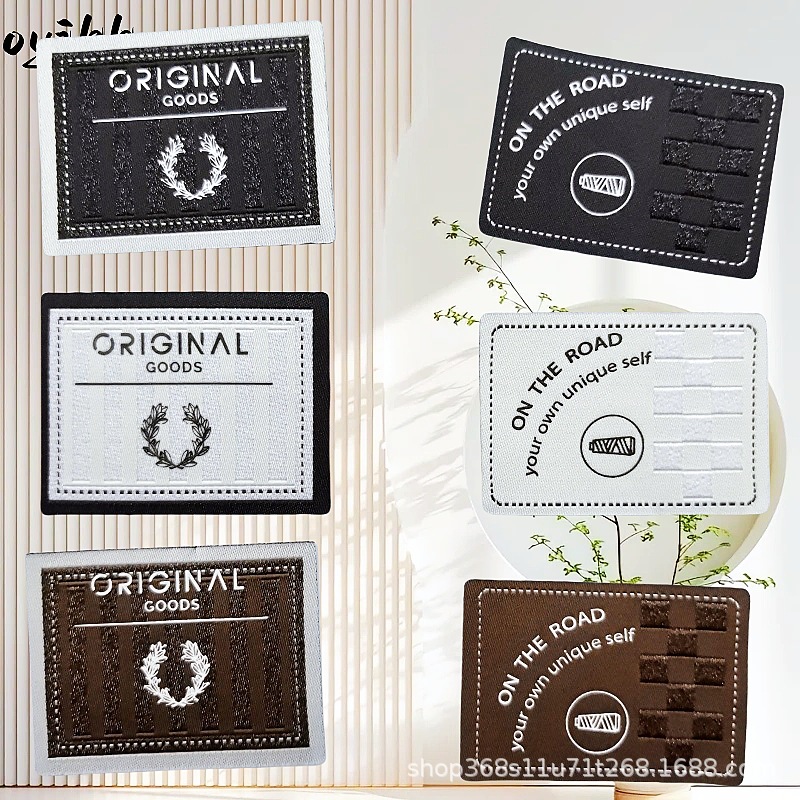 oyibb
ORIGINAL
GOODS
ON THE ROAD
your own unique self
ORIGINAL
GOODS
ON THE ROAD
your own unique self
ORIGINAL
GOODS
ON THE ROAD
your own unique self
shop368s11u71t268.1688.com